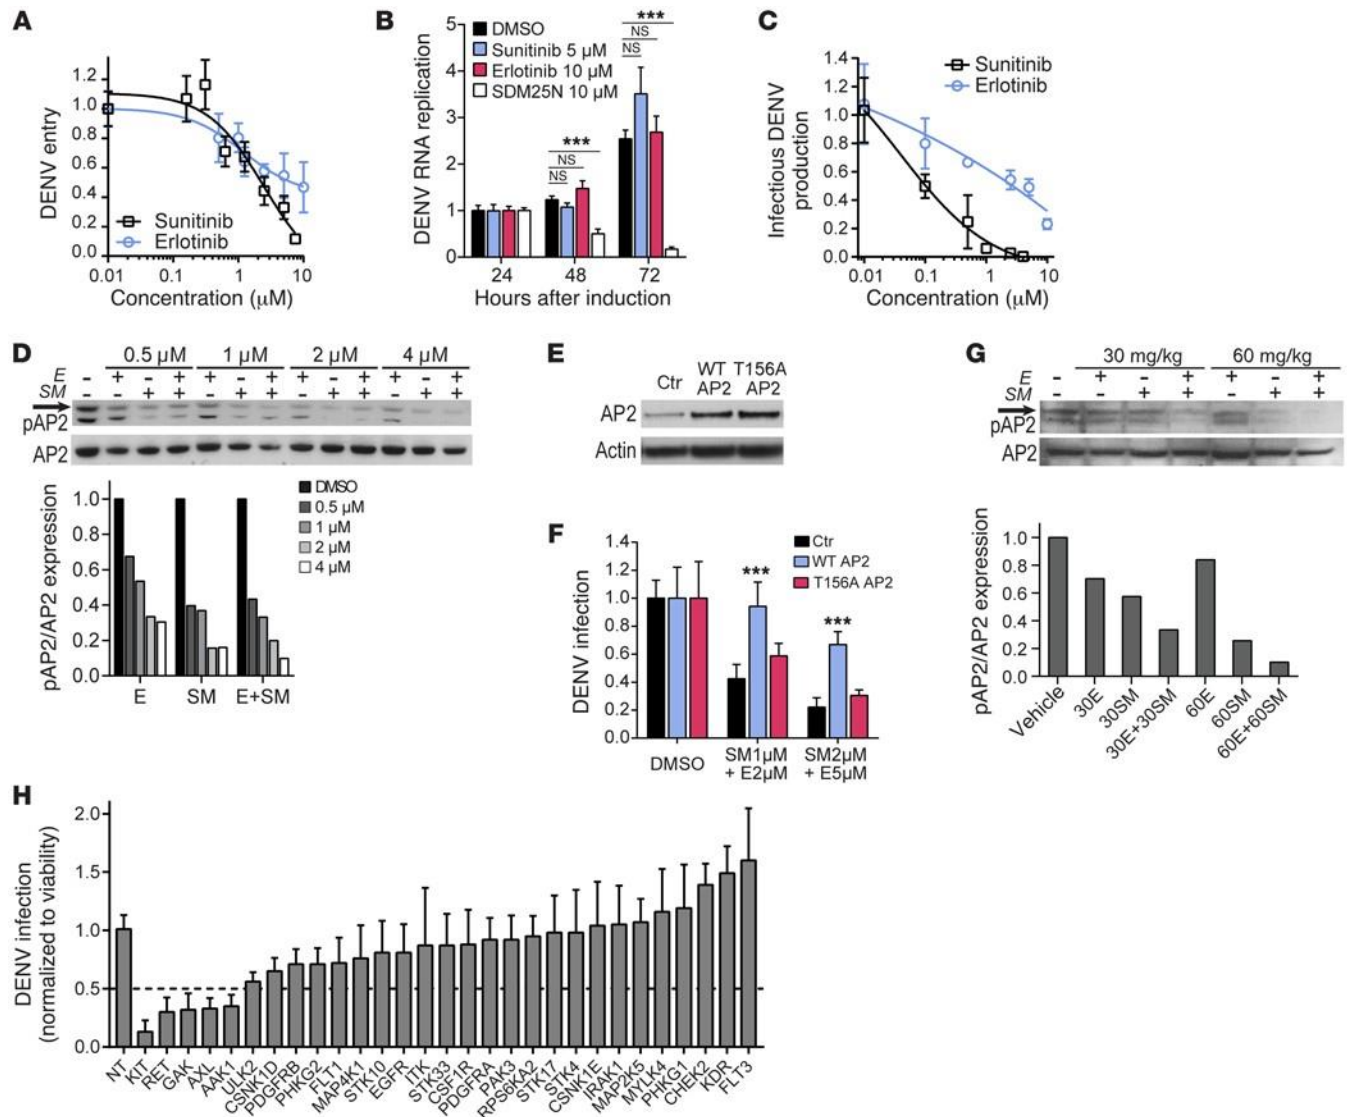 A
DENV entry
1.2
1.0
0.8
0.6
0.4
0.2
0.0
Sunitinib
Erlotinib
0.01 0.1 1 10
Concentration (µM)
B
DENV RNA replication
5
4
3
2
1
0
DMSO
Sunitinib 5 µM
Erlotinib 10 µM
SDM25N 10 µM
***
NS
NS
***
NS
NS
24 48 72
Hours after induction
C
Infectious DENV
production
1.4
1.2
1.0
0.8
0.6
0.4
0.2
0.0
Sunitinib
Erlotinib
0.01 0.1 1 10
Concentration (µM)
D
0.5 µM 1 µM 2 µM 4 µM
E - + - + + - + + - + + - +
SM - - + + - + + - + + - + +
pAP2
AP2
pAP2/AP2 expression
1.0
0.8
0.6
0.4
0.2
0.0
DMSO
0.5 µM
1 µM
2 µM
4 µM
E SM E+SM
E
Ctr WT AP2 T156A AP2
AP2
Actin
F
DENV infection
1.4
1.2
1.0
0.8
0.6
0.4
0.2
0.0
Ctr
WT AP2
T156A AP2
***
***
DMSO
SM1µM
+ E2µM
SM2µM
+ E5µM
G
30 mg/kg 60 mg/kg
E - + - + + - +
SM - - + + - + +
pAP2
AP2
pAP2/AP2 expression
1.0
0.8
0.6
0.4
0.2
0.0
Vehicle
30E
30SM
30E+30SM
60E
60SM
60E+60SM
H
DENV infection
(normalized to viability)
2.0
1.5
1.0
0.5
0.0
NT
KIT
RET
GAK
AXL
AAK1
ULK2
CSNK1D
PDGFRB
PHKG2
FLT1
MAP4K1
STK10
EGFR
ITK
STK33
CSF1R
PDGFRA
PAK3
RPS6KA2
STK17
STK4
CSNK1E
IRAK1
MAP2K5
MYLK4
PHKG1
CHEK2
KDR
FLT3